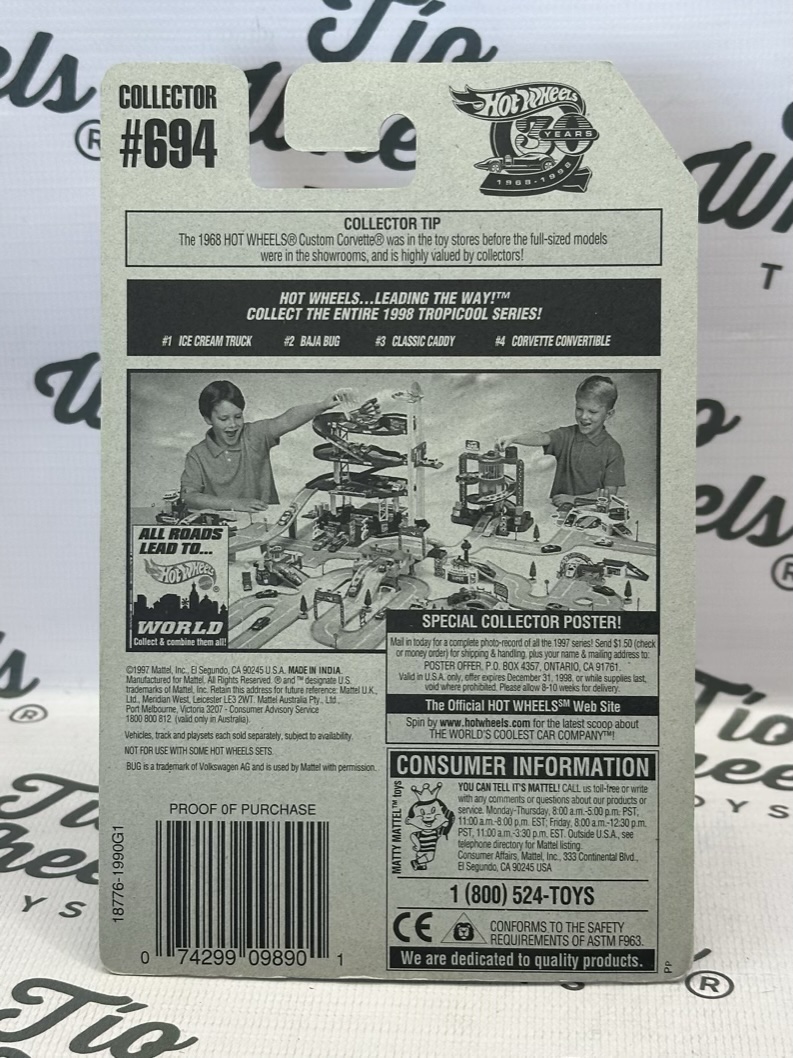 COLLECTOR
#694
Hot Wheels
30
YEARS
1968-1998
COLLECTOR TIP
The 1968 HOT WHEELS® Custom Corvette® was in the toy stores before the full-sized models
were in the showrooms, and is highly valued by collectors!
HOT WHEELS...LEADING THE WAY!™
COLLECT THE ENTIRE 1998 TROPICOOL SERIES!
#1 ICE CREAM TRUCK #2 BAJA BUG #3 CLASSIC CADDY #4 CORVETTE CONVERTIBLE
ALL ROADS
LEAD TO...
Hot Wheels
WORLD
Collect & combine them all!
SPECIAL COLLECTOR POSTER!
Mail in today for a complete photo-record of all the 1997 series! Send $1.50 (check
or money order) for shipping & handling, plus your name & mailing address to:
POSTER OFFER, P.O. BOX 4357, ONTARIO, CA 91761.
Valid in U.S.A. only, offer expires December 31, 1998, or while supplies last,
void where prohibited. Please allow 8-10 weeks for delivery.
The Official HOT WHEELS℠ Web Site
Spin by www.hotwheels.com for the latest scoop about
THE WORLD'S COOLEST CAR COMPANY™!
©1997 Mattel, Inc., El Segundo, CA 90245 U.S.A. MADE IN INDIA.
Manufactured for Mattel. All Rights Reserved. ® and ™ designate U.S.
trademarks of Mattel, Inc. Retain this address for future reference: Mattel U.K.,
Ltd., Meridian West, Leicester LE3 2WT. Mattel Australia Pty., Ltd.,
Port Melbourne, Victoria 3207 - Consumer Advisory Service
1800 800 812 (valid only in Australia).
Vehicles, track and playsets each sold separately, subject to availability.
NOT FOR USE WITH SOME HOT WHEELS SETS.
BUG is a trademark of Volkswagen AG and is used by Mattel with permission.
CONSUMER INFORMATION
MATTY MATTEL™ toys
YOU CAN TELL IT'S MATTEL! CALL us toll-free or write
with any comments or questions about our products or
service. Monday-Thursday, 8:00 a.m.-5:00 p.m. PST,
11:00 a.m.-8:00 p.m. EST; Friday, 8:00 a.m.-12:30 p.m.
PST, 11:00 a.m.-3:30 p.m. EST. Outside U.S.A., see
telephone directory for Mattel listing.
Consumer Affairs, Mattel, Inc., 333 Continental Blvd.,
El Segundo, CA 90245 USA
1 (800) 524-TOYS
CE
CONFORMS TO THE SAFETY
REQUIREMENTS OF ASTM F963.
We are dedicated to quality products.
PP
PROOF OF PURCHASE
18776-1990G1
0 74299 09890 1
Tio
Wheels
TOYS
®